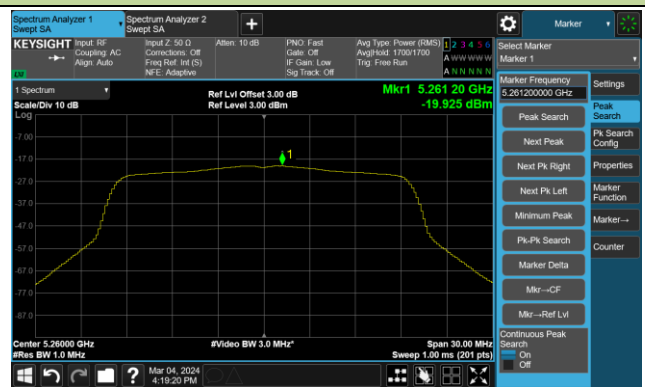 Spectrum Analyzer 1
Swept SA
Spectrum Analyzer 2
Swept SA
+
Marker
KEYSIGHT
Input: RF
Coupling: AC
Align: Auto
Input Z: 50 Ω
Corrections: Off
Freq Ref: Int (S)
NFE: Adaptive
Atten: 10 dB
PNO: Fast
Gate: Off
IF Gain: Low
Sig Track: Off
Avg Type: Power (RMS)
Avg|Hold: 1700/1700
Trig: Free Run
1 2 3 4 5 6
A W W W W W
A N N N N N
Select Marker
Marker 1
1 Spectrum
Scale/Div 10 dB
Log
Ref Lvl Offset 3.00 dB
Ref Level 3.00 dBm
Mkr1 5.261 20 GHz
-19.925 dBm
-7.00
-17.0
-27.0
-37.0
-47.0
-57.0
-67.0
-77.0
-87.0
1
Center 5.26000 GHz
#Res BW 1.0 MHz
#Video BW 3.0 MHz*
Span 30.00 MHz
Sweep 1.00 ms (201 pts)
Marker Frequency
5.261200000 GHz
Peak Search
Next Peak
Next Pk Right
Next Pk Left
Minimum Peak
Pk-Pk Search
Marker Delta
Mkr→CF
Mkr→Ref Lvl
Continuous Peak
Search
On
Off
Settings
Peak
Search
Pk Search
Config
Properties
Marker
Function
Marker→
Counter
?
Mar 04, 2024
4:19:20 PM